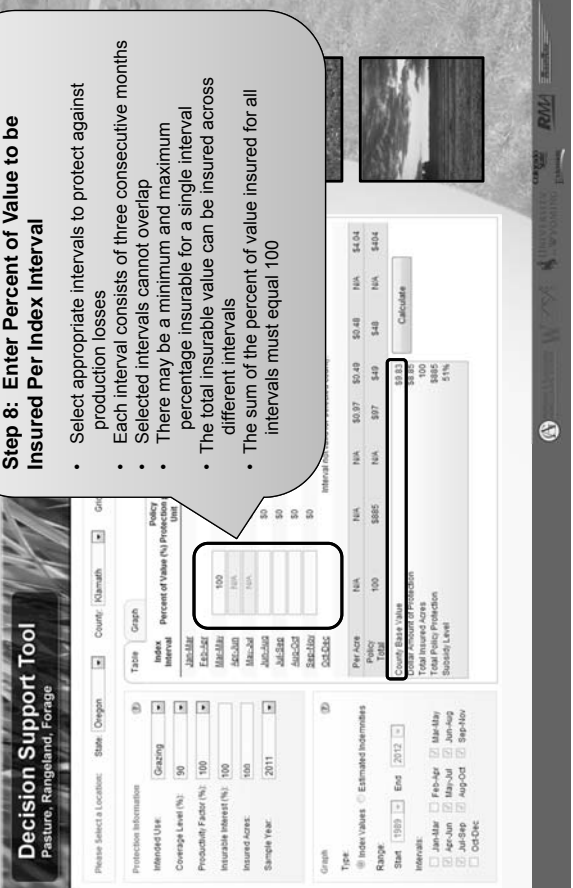 Decision Support Tool
Pasture, Rangeland, Forage
Step 8: Enter Percent of Value to be
Insured Per Index Interval
• Select appropriate intervals to protect against
production losses
• Each interval consists of three consecutive months
• Selected intervals cannot overlap
• There may be a minimum and maximum
percentage insurable for a single interval
• The total insurable value can be insured across
different intervals
• The sum of the percent of value insured for all
intervals must equal 100
Please Select a Location: State: Oregon County: Klamath
Protection Information
Intended Use: Grazing
Coverage Level (%): 90
Productivity Factor (%): 100
Insurable Interest (%): 100
Insured Acres: 100
Sample Year: 2011
Graph
Type:
Index Values Estimated Indemnities
Range:
Start 1989 End 2012
Intervals:
Jan-Mar Feb-Apr Mar-May
Apr-Jun May-Jul Jun-Aug
Jul-Sep Aug-Oct Sep-Nov
Oct-Dec
Table Graph
Index
Interval
Percent of Value (%)
Policy
Protection
Unit
Jan-Mar
Feb-Apr
Mar-May 100
Apr-Jun N/A
May-Jul N/A
Jun-Aug $0
Jul-Sep $0
Aug-Oct $0
Sep-Nov $0
Oct-Dec
Per Acre N/A N/A N/A $0.97 $0.49 $0.48 N/A $4.04
Policy
Total 100 $885 N/A $97 $49 $48 N/A $404
County Base Value $9.83
Dollar Amount of Protection $8.85
Total Insured Acres 100
Total Policy Protection $885
Subsidy Level 51%
Calculate
UNIVERSITY
OF WYOMING
RMA